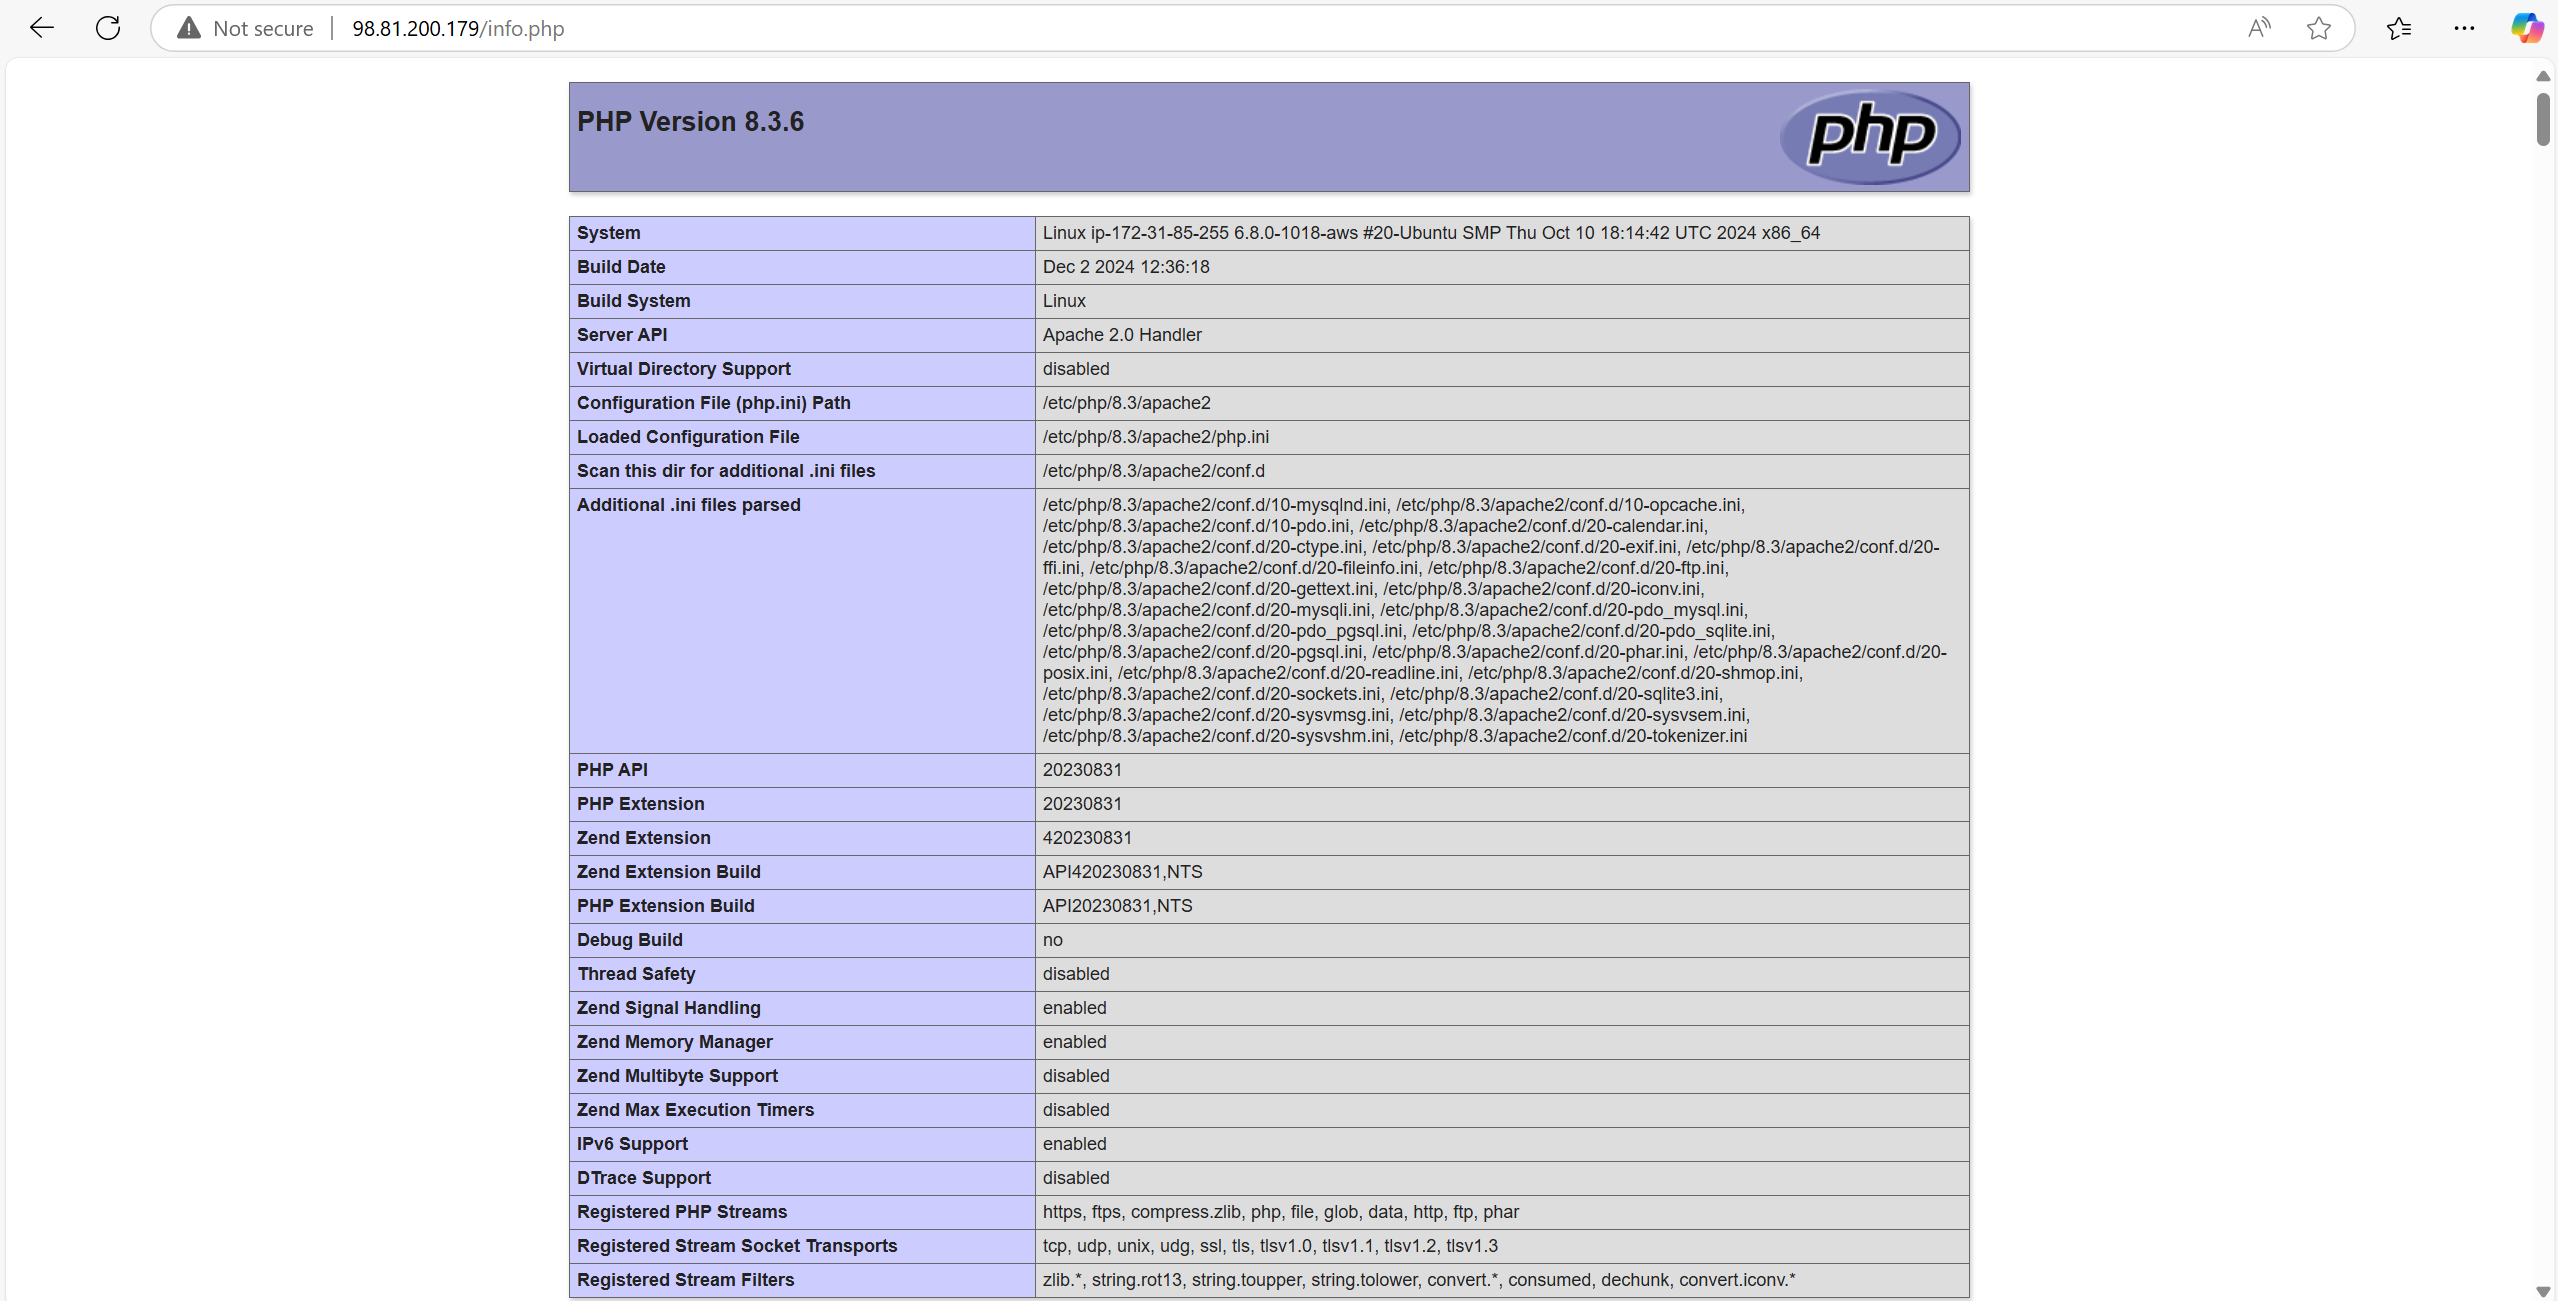 Not secure 98.81.200.179/info.php
PHP Version 8.3.6
php
System Linux ip-172-31-85-255 6.8.0-1018-aws #20-Ubuntu SMP Thu Oct 10 18:14:42 UTC 2024 x86_64
Build Date Dec 2 2024 12:36:18
Build System Linux
Server API Apache 2.0 Handler
Virtual Directory Support disabled
Configuration File (php.ini) Path /etc/php/8.3/apache2
Loaded Configuration File /etc/php/8.3/apache2/php.ini
Scan this dir for additional .ini files /etc/php/8.3/apache2/conf.d
Additional .ini files parsed /etc/php/8.3/apache2/conf.d/10-mysqlnd.ini, /etc/php/8.3/apache2/conf.d/10-opcache.ini,
/etc/php/8.3/apache2/conf.d/10-pdo.ini, /etc/php/8.3/apache2/conf.d/20-calendar.ini,
/etc/php/8.3/apache2/conf.d/20-ctype.ini, /etc/php/8.3/apache2/conf.d/20-exif.ini, /etc/php/8.3/apache2/conf.d/20-
ffi.ini, /etc/php/8.3/apache2/conf.d/20-fileinfo.ini, /etc/php/8.3/apache2/conf.d/20-ftp.ini,
/etc/php/8.3/apache2/conf.d/20-gettext.ini, /etc/php/8.3/apache2/conf.d/20-iconv.ini,
/etc/php/8.3/apache2/conf.d/20-mysqli.ini, /etc/php/8.3/apache2/conf.d/20-pdo_mysql.ini,
/etc/php/8.3/apache2/conf.d/20-pdo_pgsql.ini, /etc/php/8.3/apache2/conf.d/20-pdo_sqlite.ini,
/etc/php/8.3/apache2/conf.d/20-pgsql.ini, /etc/php/8.3/apache2/conf.d/20-phar.ini, /etc/php/8.3/apache2/conf.d/20-
posix.ini, /etc/php/8.3/apache2/conf.d/20-readline.ini, /etc/php/8.3/apache2/conf.d/20-shmop.ini,
/etc/php/8.3/apache2/conf.d/20-sockets.ini, /etc/php/8.3/apache2/conf.d/20-sqlite3.ini,
/etc/php/8.3/apache2/conf.d/20-sysvmsg.ini, /etc/php/8.3/apache2/conf.d/20-sysvsem.ini,
/etc/php/8.3/apache2/conf.d/20-sysvshm.ini, /etc/php/8.3/apache2/conf.d/20-tokenizer.ini
PHP API 20230831
PHP Extension 20230831
Zend Extension 420230831
Zend Extension Build API420230831,NTS
PHP Extension Build API20230831,NTS
Debug Build no
Thread Safety disabled
Zend Signal Handling enabled
Zend Memory Manager enabled
Zend Multibyte Support disabled
Zend Max Execution Timers disabled
IPv6 Support enabled
DTrace Support disabled
Registered PHP Streams https, ftps, compress.zlib, php, file, glob, data, http, ftp, phar
Registered Stream Socket Transports tcp, udp, unix, udg, ssl, tls, tlsv1.0, tlsv1.1, tlsv1.2, tlsv1.3
Registered Stream Filters zlib.*, string.rot13, string.toupper, string.tolower, convert.*, consumed, dechunk, convert.iconv.*